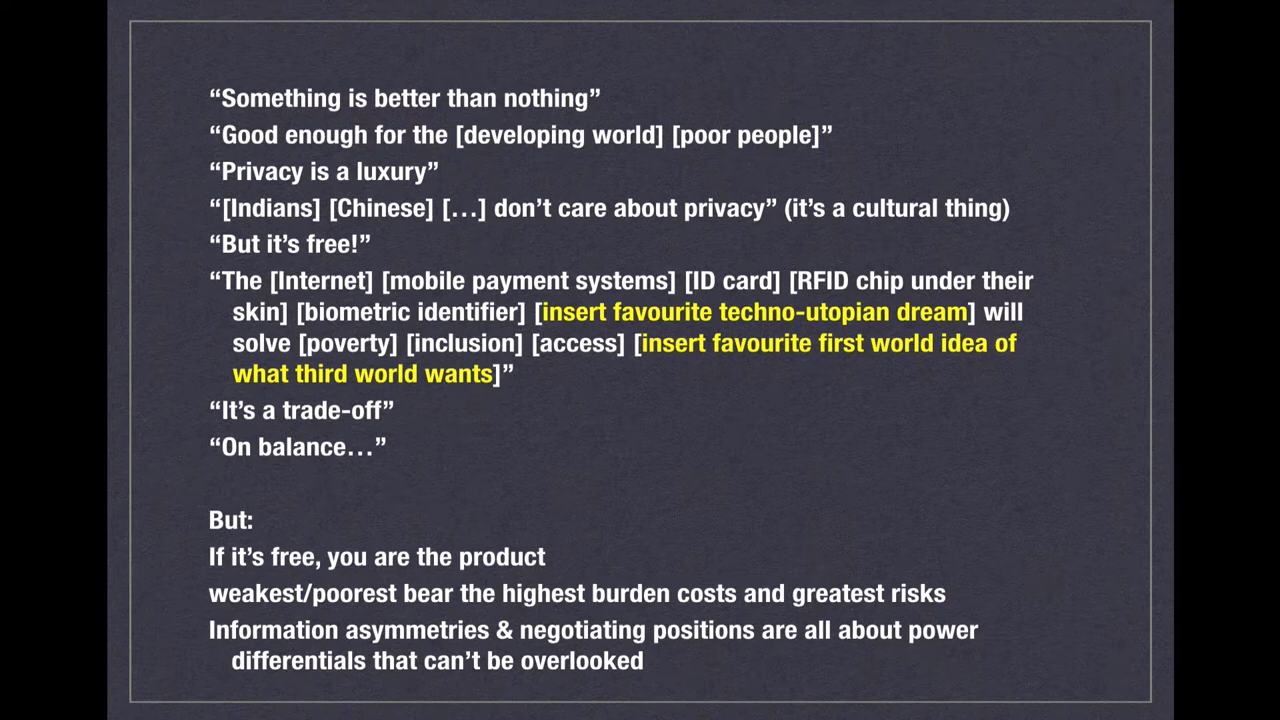 “Something is better than nothing”
“Good enough for the [developing world] [poor people]”
“Privacy is a luxury”
“[Indians] [Chinese] […] don’t care about privacy” (it’s a cultural thing)
“But it’s free!”
“The [Internet] [mobile payment systems] [ID card] [RFID chip under their
skin] [biometric identifier] [insert favourite techno-utopian dream] will
solve [poverty] [inclusion] [access] [insert favourite first world idea of
what third world wants]”
“It’s a trade-off”
“On balance…”
But:
If it’s free, you are the product
weakest/poorest bear the highest burden costs and greatest risks
Information asymmetries & negotiating positions are all about power
differentials that can’t be overlooked